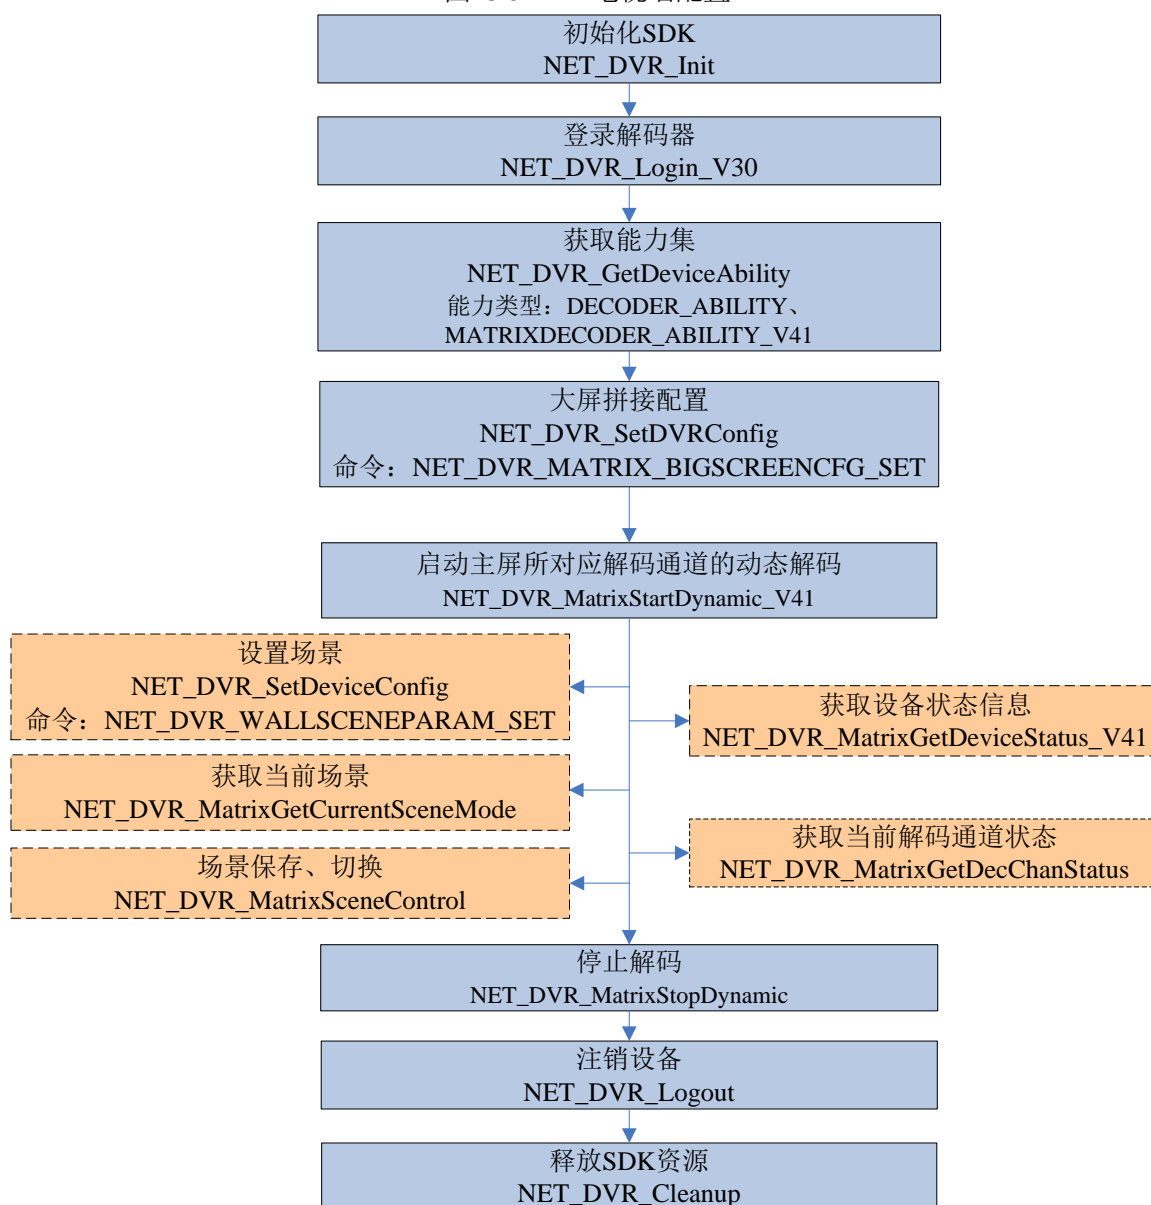 初始化SDK
NET_DVR_Init
登录解码器
NET_DVR_Login_V30
获取能力集
NET_DVR_GetDeviceAbility
能力类型：DECODER_ABILITY、
MATRIXDECODER_ABILITY_V41
大屏拼接配置
NET_DVR_SetDVRConfig
命令：NET_DVR_MATRIX_BIGSCREENCFG_SET
启动主屏所对应解码通道的动态解码
NET_DVR_MatrixStartDynamic_V41
设置场景
NET_DVR_SetDeviceConfig
命令：NET_DVR_WALLSCENEPARAM_SET
获取设备状态信息
NET_DVR_MatrixGetDeviceStatus_V41
获取当前场景
NET_DVR_MatrixGetCurrentSceneMode
获取当前解码通道状态
NET_DVR_MatrixGetDecChanStatus
场景保存、切换
NET_DVR_MatrixSceneControl
停止解码
NET_DVR_MatrixStopDynamic
注销设备
NET_DVR_Logout
释放SDK资源
NET_DVR_Cleanup